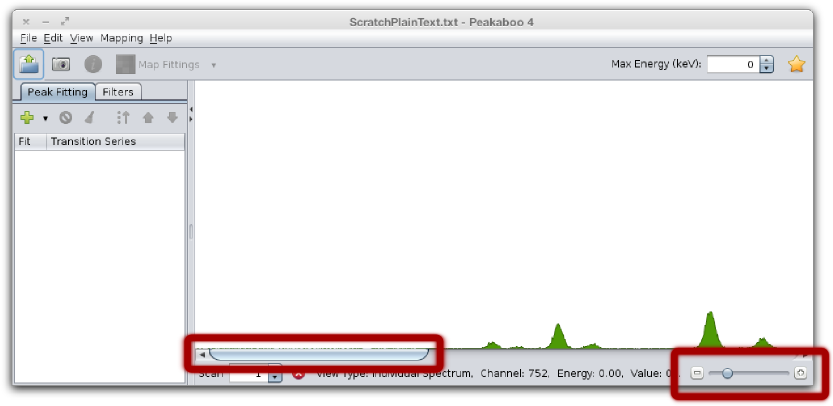 ScratchPlainText.txt - Peakaboo 4
File Edit View Mapping Help
Map Fittings
Max Energy (keV): 0
Peak Fitting Filters
Fit Transition Series
Scan 1 View Type: Individual Spectrum, Channel: 752, Energy: 0.00, Value: